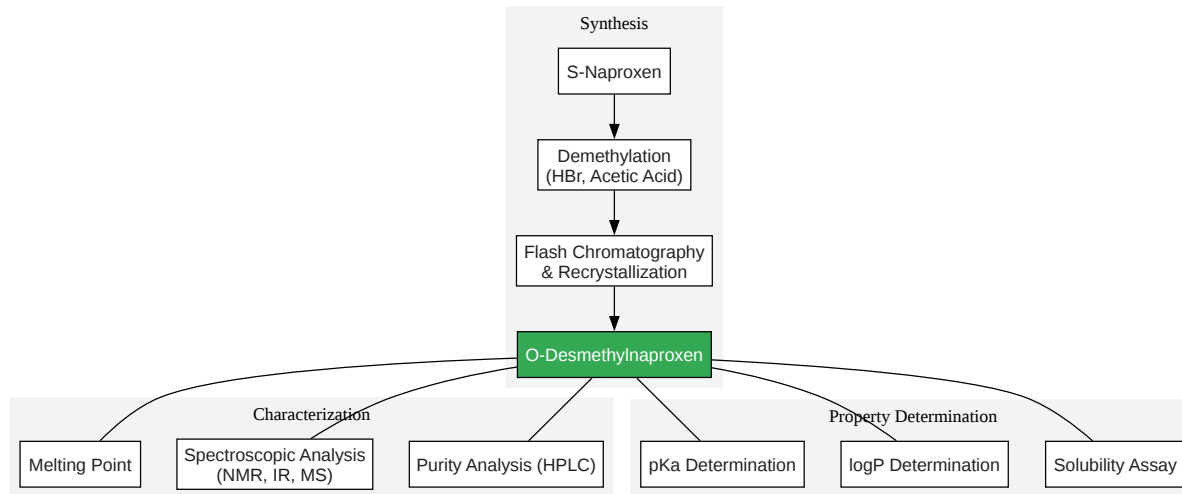 Synthesis
S-Naproxen
Demethylation
(HBr, Acetic Acid)
Flash Chromatography
& Recrystallization
O-Desmethylnaproxen
Characterization
Property Determination
Melting Point
Spectroscopic Analysis
(NMR, IR, MS)
Purity Analysis (HPLC)
pKa Determination
logP Determination
Solubility Assay